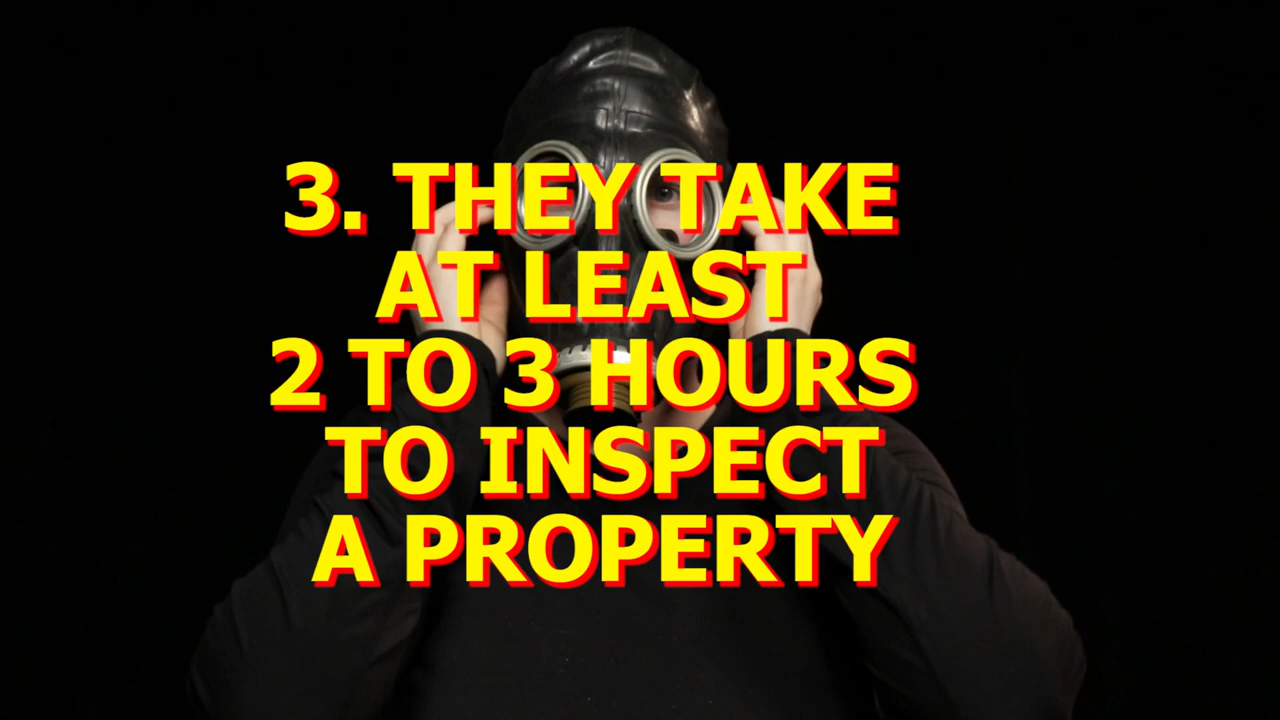 3. THEY TAKE
AT LEAST
2 TO 3 HOURS
TO INSPECT
A PROPERTY